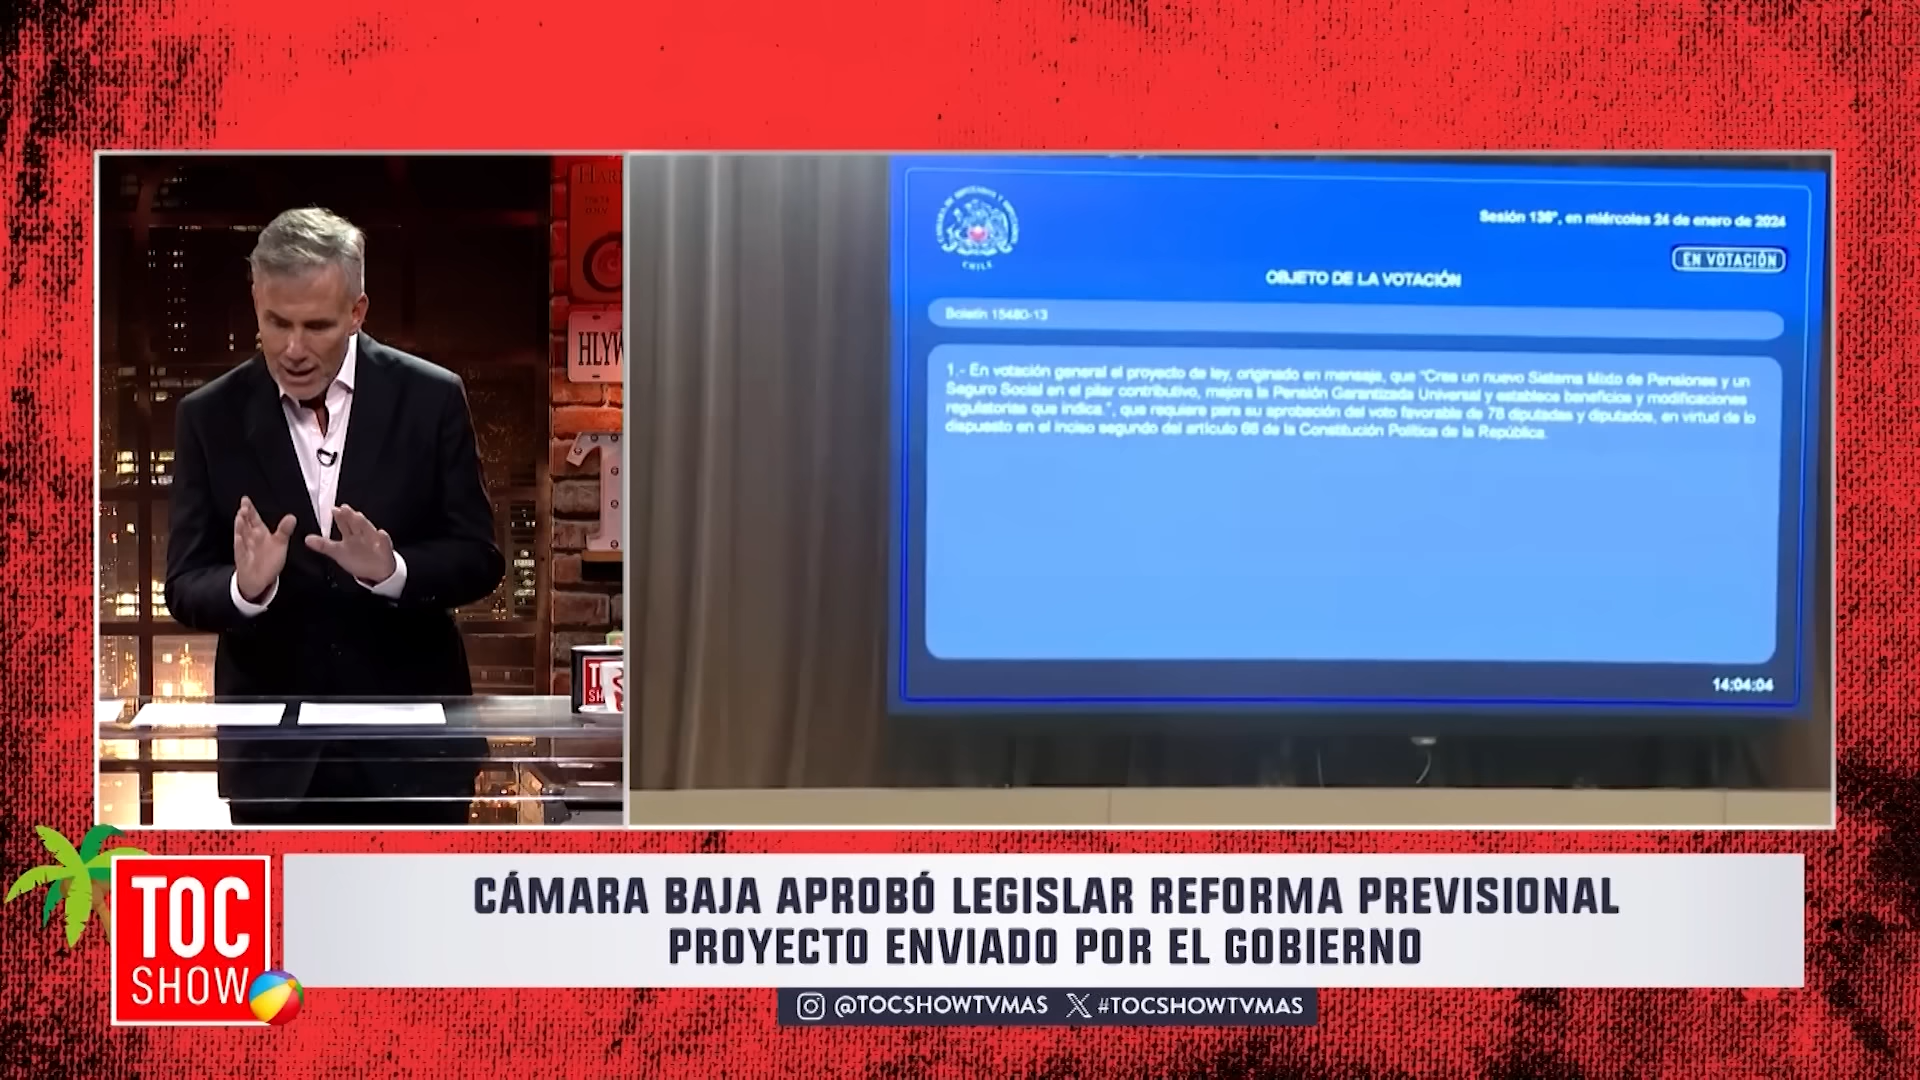 HLYW
TOC
SHOW
CHILE
Sesión 136ª, en miércoles 24 de enero de 2024
EN VOTACIÓN
OBJETO DE LA VOTACIÓN
Boletín 15480-13
1.- En votación general el proyecto de ley, originado en mensaje, que "Crea un nuevo Sistema Mixto de Pensiones y un
Seguro Social en el pilar contributivo, mejora la Pensión Garantizada Universal y establece beneficios y modificaciones
regulatorias que indica.", que requiere para su aprobación del voto favorable de 78 diputadas y diputados, en virtud de lo
dispuesto en el inciso segundo del artículo 66 de la Constitución Política de la República.
14:04:04
CÁMARA BAJA APROBÓ LEGISLAR REFORMA PREVISIONAL
PROYECTO ENVIADO POR EL GOBIERNO
@TOCSHOWTVMAS #TOCSHOWTVMAS